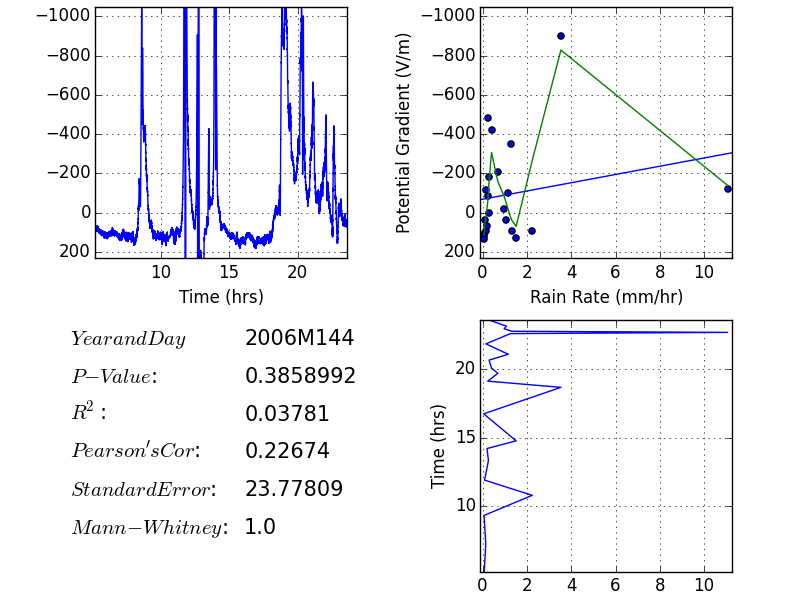 −1000
−800
−600
−400
−200
0
200
10 15 20
Time (hrs)
Potential Gradient (V/m)
−1000
−800
−600
−400
−200
0
200
0 2 4 6 8 10
Rain Rate (mm/hr)
YearandDay 2006M144
P−Value: 0.3858992
R²: 0.03781
Pearson'sCor: 0.22674
StandardError: 23.77809
Mann−Whitney: 1.0
Time (hrs)
20
15
10
0 2 4 6 8 10